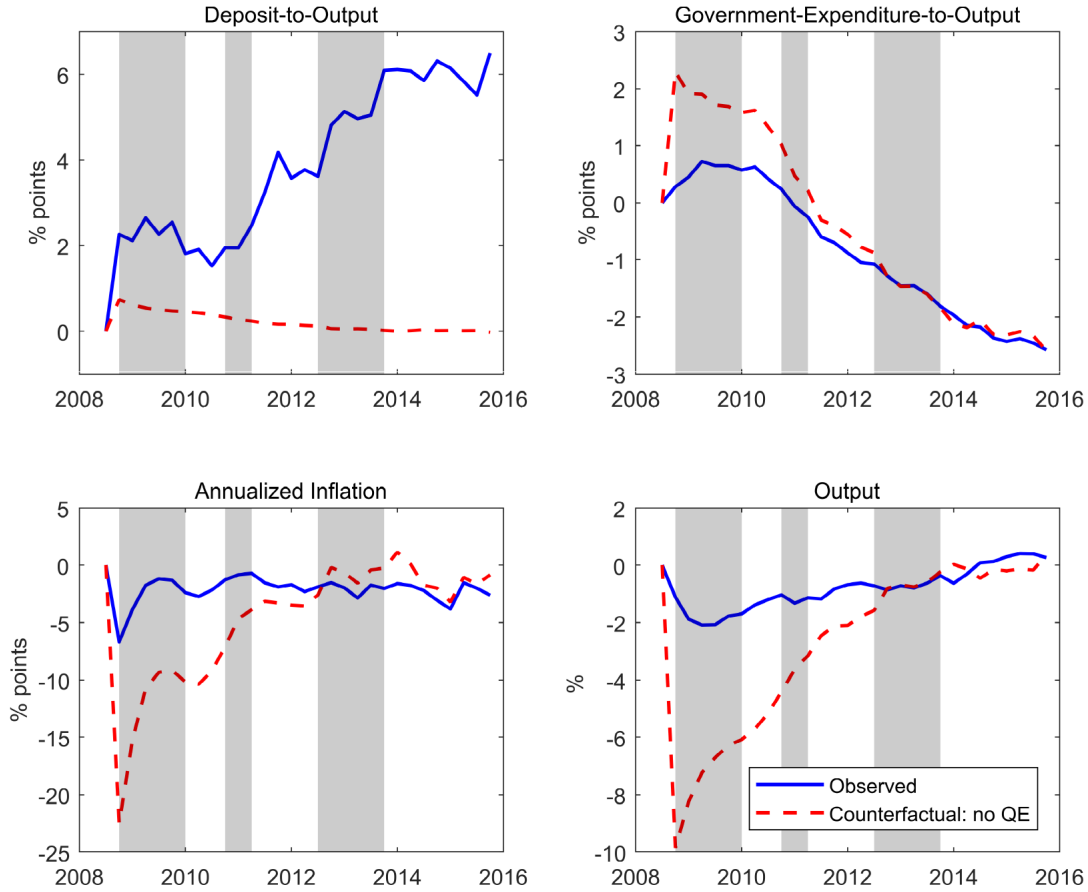 Deposit-to-Output
% points
6
4
2
0
2008 2010 2012 2014 2016
Government-Expenditure-to-Output
% points
3
2
1
0
-1
-2
-3
2008 2010 2012 2014 2016
Annualized Inflation
% points
5
0
-5
-10
-15
-20
-25
2008 2010 2012 2014 2016
Output
%
2
0
-2
-4
-6
-8
-10
2008 2010 2012 2014 2016
Observed
Counterfactual: no QE